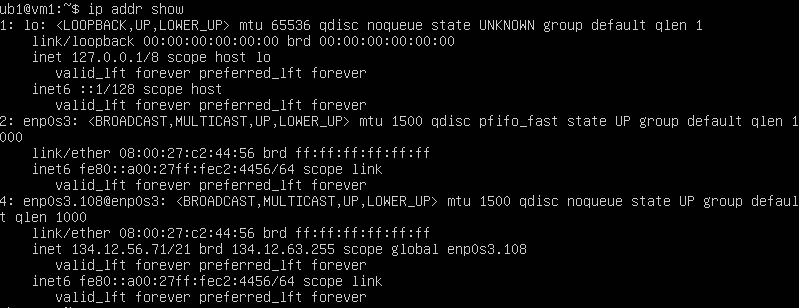 ub1@vm1:~$ ip addr show
1: lo: <LOOPBACK,UP,LOWER_UP> mtu 65536 qdisc noqueue state UNKNOWN group default qlen 1
    link/loopback 00:00:00:00:00:00 brd 00:00:00:00:00:00
    inet 127.0.0.1/8 scope host lo
       valid_lft forever preferred_lft forever
    inet6 ::1/128 scope host
       valid_lft forever preferred_lft forever
2: enp0s3: <BROADCAST,MULTICAST,UP,LOWER_UP> mtu 1500 qdisc pfifo_fast state UP group default qlen 1
000
    link/ether 08:00:27:c2:44:56 brd ff:ff:ff:ff:ff:ff
    inet6 fe80::a00:27ff:fec2:4456/64 scope link
       valid_lft forever preferred_lft forever
4: enp0s3.108@enp0s3: <BROADCAST,MULTICAST,UP,LOWER_UP> mtu 1500 qdisc noqueue state UP group defaul
t qlen 1000
    link/ether 08:00:27:c2:44:56 brd ff:ff:ff:ff:ff:ff
    inet 134.12.56.71/21 brd 134.12.63.255 scope global enp0s3.108
       valid_lft forever preferred_lft forever
    inet6 fe80::a00:27ff:fec2:4456/64 scope link
       valid_lft forever preferred_lft forever